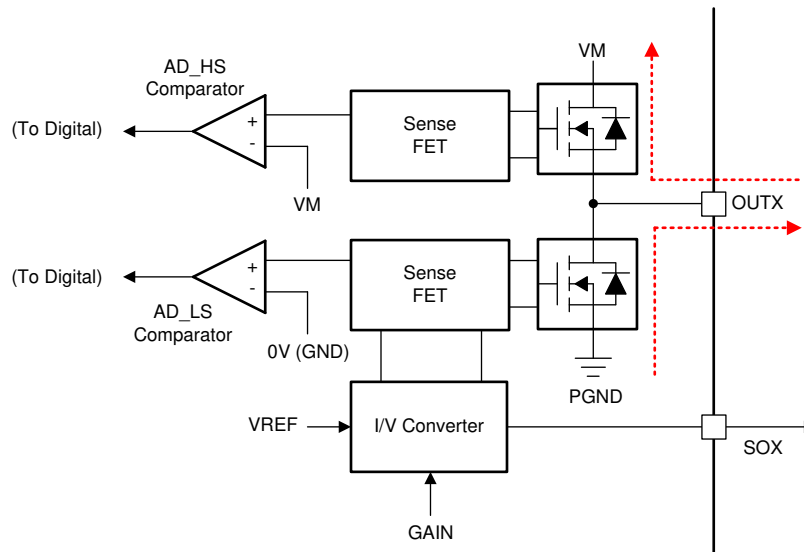 VM
AD_HS
Comparator
(To Digital)
+
-
Sense
FET
VM
OUTX
(To Digital)
+
-
Sense
FET
AD_LS
Comparator
0V (GND)
PGND
VREF
I/V Converter
SOX
GAIN